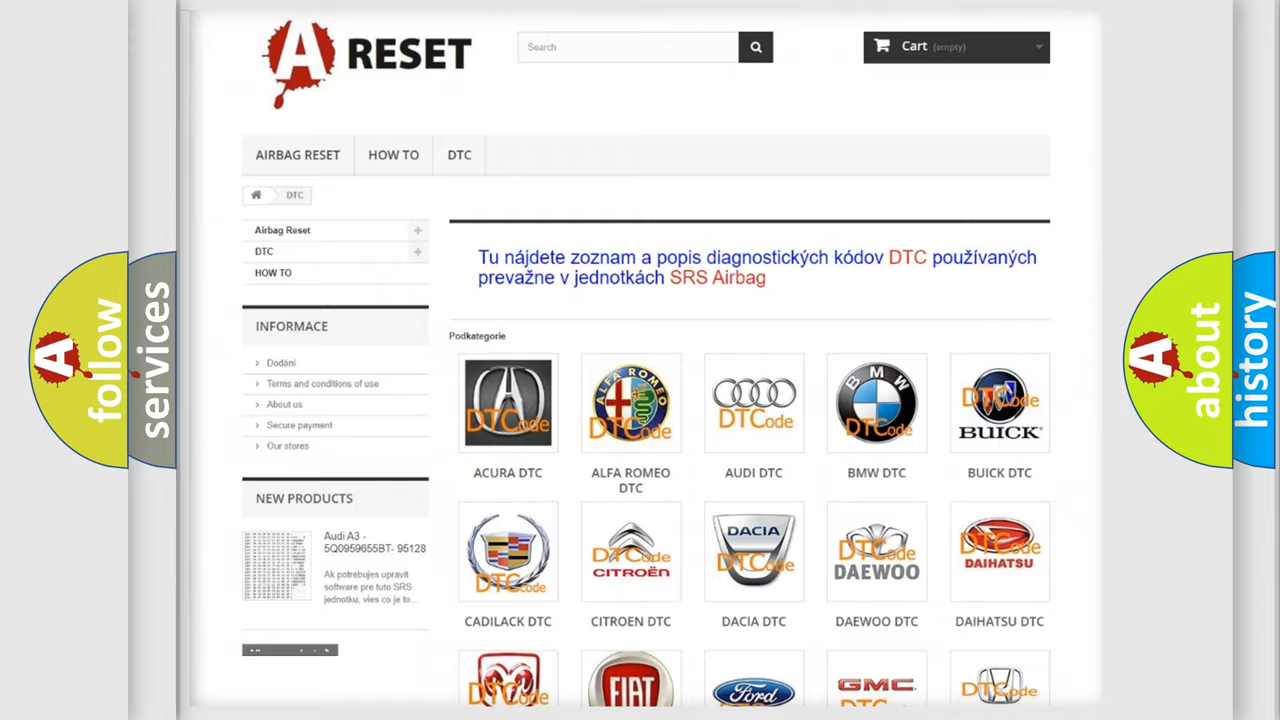 A RESET
Search
Cart (empty)
AIRBAG RESET
HOW TO
DTC
DTC
Airbag Reset
DTC
HOW TO
INFORMACE
Dodání
Terms and conditions of use
About us
Secure payment
Our stores
NEW PRODUCTS
Audi A3 -
5Q0959655BT- 95128
Ak potrebujes upravit
software pre tuto SRS
jednotku, vies co je to...
Tu nájdete zoznam a popis diagnostických kódov DTC používaných
prevažne v jednotkách SRS Airbag
Podkategorie
DTCode
ALFA ROMEO
DTCode
DTCode
BMW
DTCode
DTCode
BUICK
ACURA DTC
ALFA ROMEO
DTC
AUDI DTC
BMW DTC
BUICK DTC
DTCode
DTCode
CITROËN
DACIA
DTCode
DTCode
DAEWOO
DTCode
DAIHATSU
CADILACK DTC
CITROEN DTC
DACIA DTC
DAEWOO DTC
DAIHATSU DTC
DTCode
FIAT
Ford
GMC
DTCode
A follow
services
A about
history